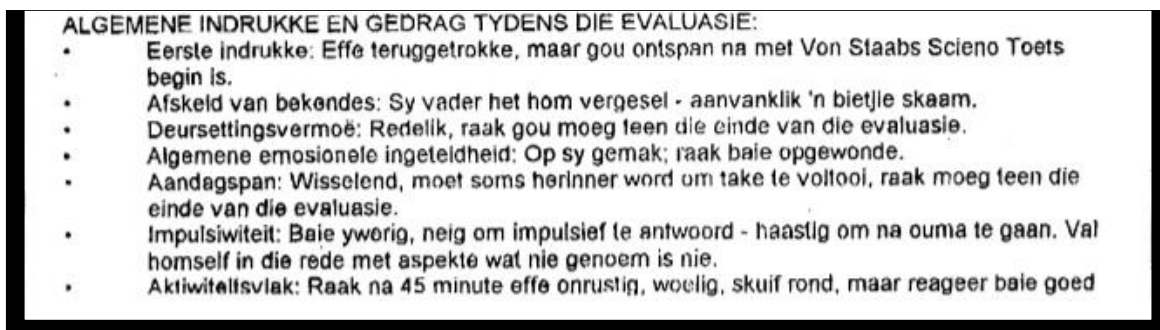 ALGEMENE INDRUKKE EN GEDRAG TYDENS DIE EVALUASIE:
• Eerste indrukke: Effe teruggetrokke, maar gou ontspan na met Von Staabs Scieno Toets
begin is.
• Afskeid van bekendes: Sy vader het hom vergesel - aanvanklik 'n bietjie skaam.
• Deursettingsvermoë: Redelik, raak gou moeg teen die einde van die evaluasie.
• Algemene emosionele ingeteldheid: Op sy gemak; raak baie opgewonde.
• Aandagspan: Wisselend, moet soms herinner word om take te voltooi, raak moeg teen die
einde van die evaluasie.
• Impulsiwiteit: Baie ywerig, neig om impulsief te antwoord - haastig om na ouma te gaan. Val
homself in die rede met aspekte wat nie genoem is nie.
• Aktiwiteitsvlak: Raak na 45 minute effe onrustig, woelig, skuif rond, maar reageer baie goed